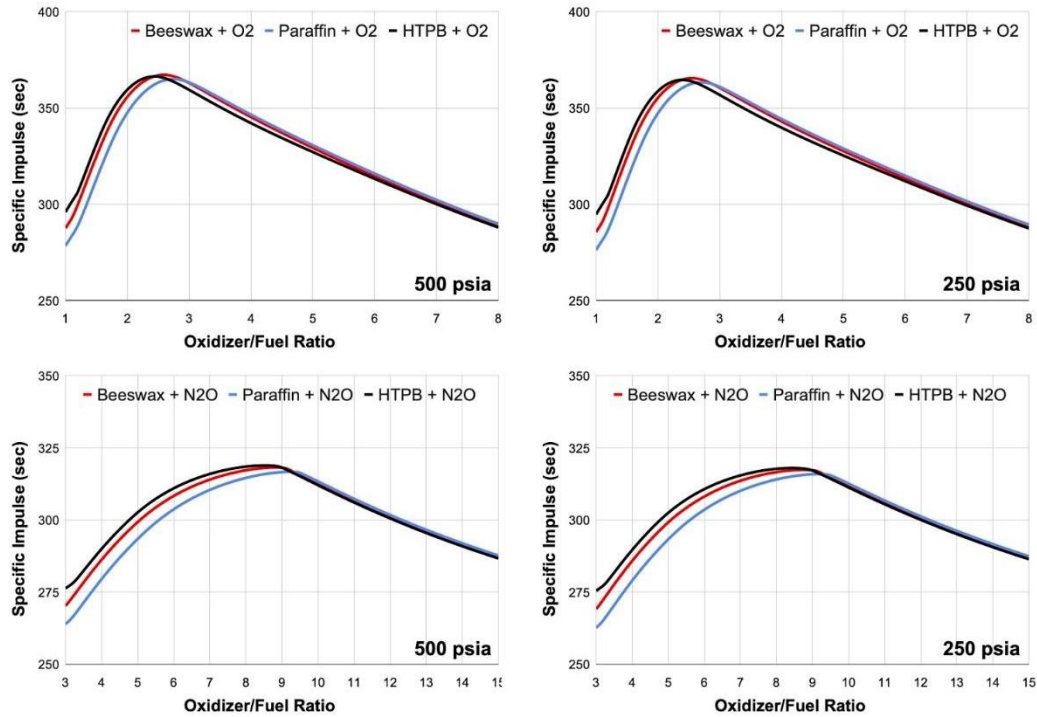 400
350
300
250
Specific Impulse (sec)
Beeswax + O2 Paraffin + O2 HTPB + O2
500 psia
1 2 3 4 5 6 7 8
Oxidizer/Fuel Ratio
400
350
300
250
Specific Impulse (sec)
Beeswax + O2 Paraffin + O2 HTPB + O2
250 psia
1 2 3 4 5 6 7 8
Oxidizer/Fuel Ratio
350
325
300
275
250
Specific Impulse (sec)
Beeswax + N2O Paraffin + N2O HTPB + N2O
500 psia
3 4 5 6 7 8 9 10 11 12 13 14 15
Oxidizer/Fuel Ratio
350
325
300
275
250
Specific Impulse (sec)
Beeswax + N2O Paraffin + N2O HTPB + N2O
250 psia
3 4 5 6 7 8 9 10 11 12 13 14 15
Oxidizer/Fuel Ratio